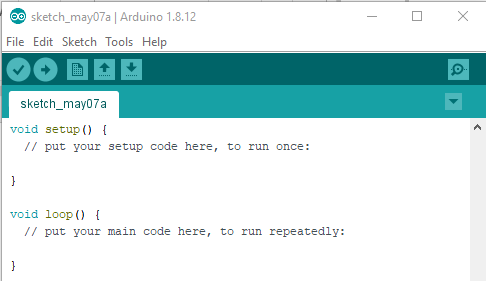 sketch_may07a | Arduino 1.8.12
File Edit Sketch Tools Help
sketch_may07a
void setup() {
  // put your setup code here, to run once:
}
void loop() {
  // put your main code here, to run repeatedly:
}